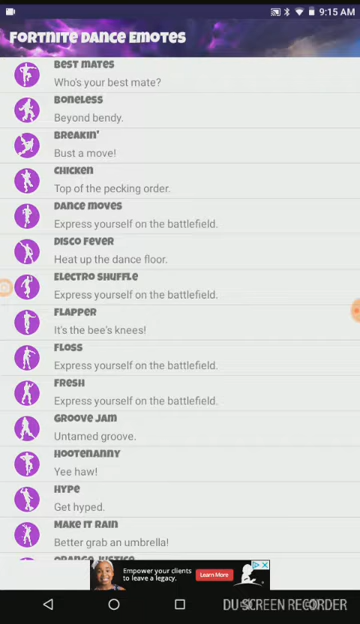 9:15 AM
Fortnite Dance Emotes
Best Mates
Who's your best mate?
Boneless
Beyond bendy.
Breakin'
Bust a move!
Chicken
Top of the pecking order.
Dance Moves
Express yourself on the battlefield.
Disco Fever
Heat up the dance floor.
Electro Shuffle
Express yourself on the battlefield.
Flapper
It's the bee's knees!
Floss
Express yourself on the battlefield.
Fresh
Express yourself on the battlefield.
Groove Jam
Untamed groove.
Hootenanny
Yee haw!
Hype
Get hyped.
Make It Rain
Better grab an umbrella!
Orange Justice
Empower your clients
to leave a legacy.
Learn More
DU SCREEN RECORDER